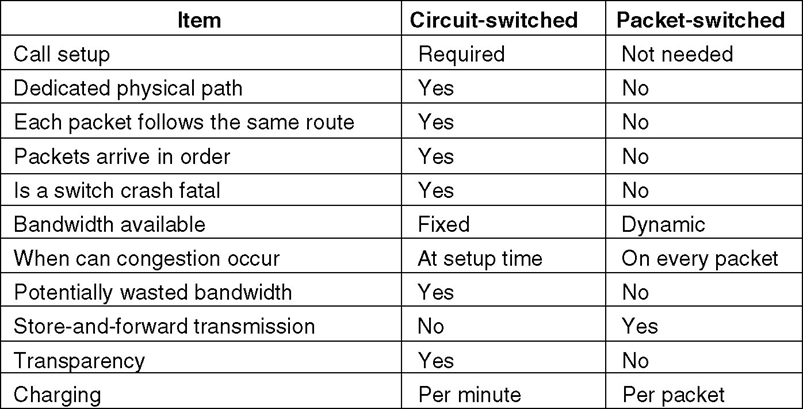 Item Circuit-switched Packet-switched
Call setup Required Not needed
Dedicated physical path Yes No
Each packet follows the same route Yes No
Packets arrive in order Yes No
Is a switch crash fatal Yes No
Bandwidth available Fixed Dynamic
When can congestion occur At setup time On every packet
Potentially wasted bandwidth Yes No
Store-and-forward transmission No Yes
Transparency Yes No
Charging Per minute Per packet